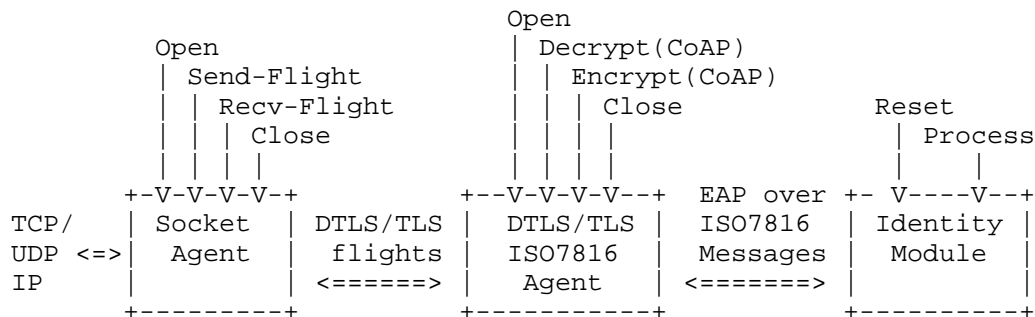 Open
            Open                            | Decrypt(CoAP)
            | Send-Flight                   | | Encrypt(CoAP)
            | | Recv-Flight                 | | | Close             Reset
            | | | Close                     | | | |                 | Process
            | | | |                         | | | |                 |    |
          +-V-V-V-V-+                   +--V-V-V-V--+  EAP over +- V----V--+
TCP/      | Socket  | DTLS/TLS |  DTLS/TLS | ISO7816  | Identity |
UDP <=>|  Agent  |  flights | ISO7816   | Messages |  Module  |
IP        |         | <======> |   Agent   | <=======> |          |
          +---------+          +-----------+           +----------+